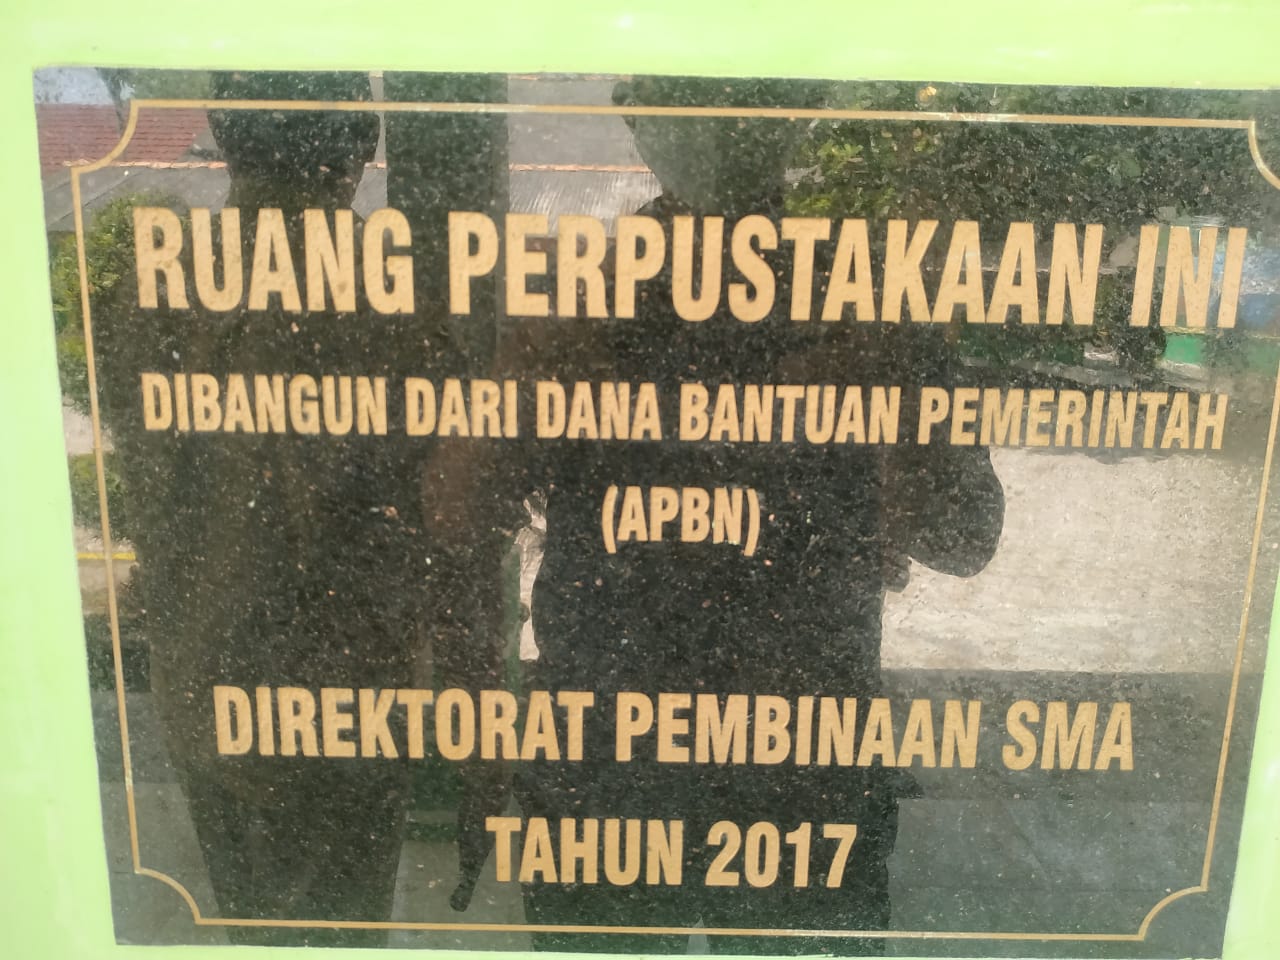 RUANG PERPUSTAKAAN INI
DIBANGUN DARI DANA BANTUAN PEMERINTAH
(APBN)
DIREKTORAT PEMBINAAN SMA
TAHUN 2017